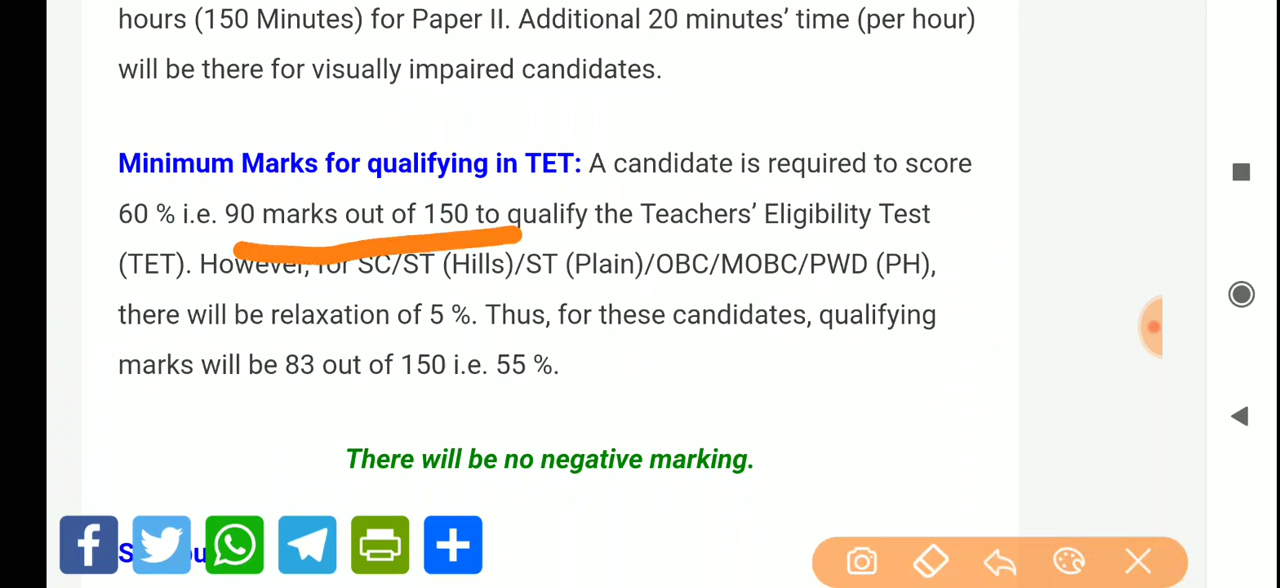 hours (150 Minutes) for Paper II. Additional 20 minutes’ time (per hour)
will be there for visually impaired candidates.
Minimum Marks for qualifying in TET: A candidate is required to score
60 % i.e. 90 marks out of 150 to qualify the Teachers’ Eligibility Test
(TET). However, for SC/ST (Hills)/ST (Plain)/OBC/MOBC/PWD (PH),
there will be relaxation of 5 %. Thus, for these candidates, qualifying
marks will be 83 out of 150 i.e. 55 %.
There will be no negative marking.